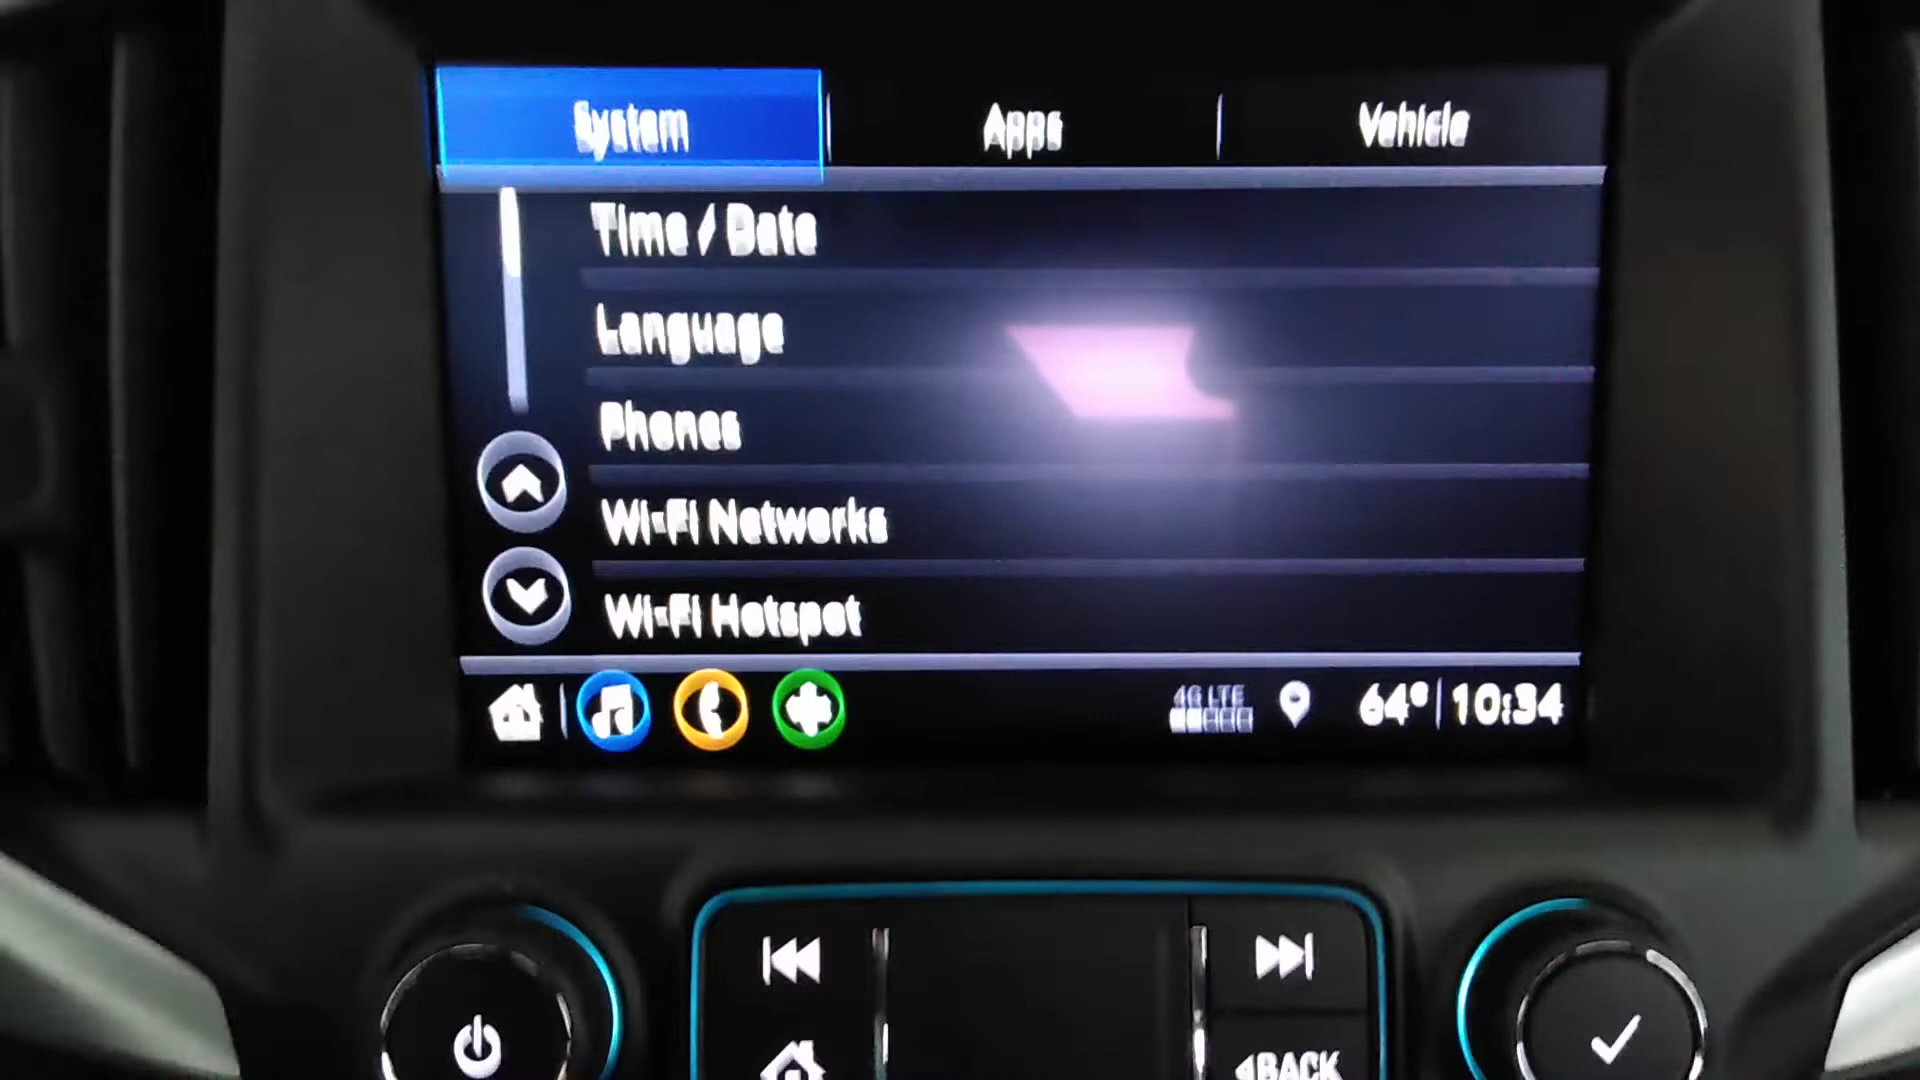 System Apps Vehicle
Time / Date
Language
Phones
Wi-Fi Networks
Wi-Fi Hotspot
4G LTE 64° 10:34
BACK